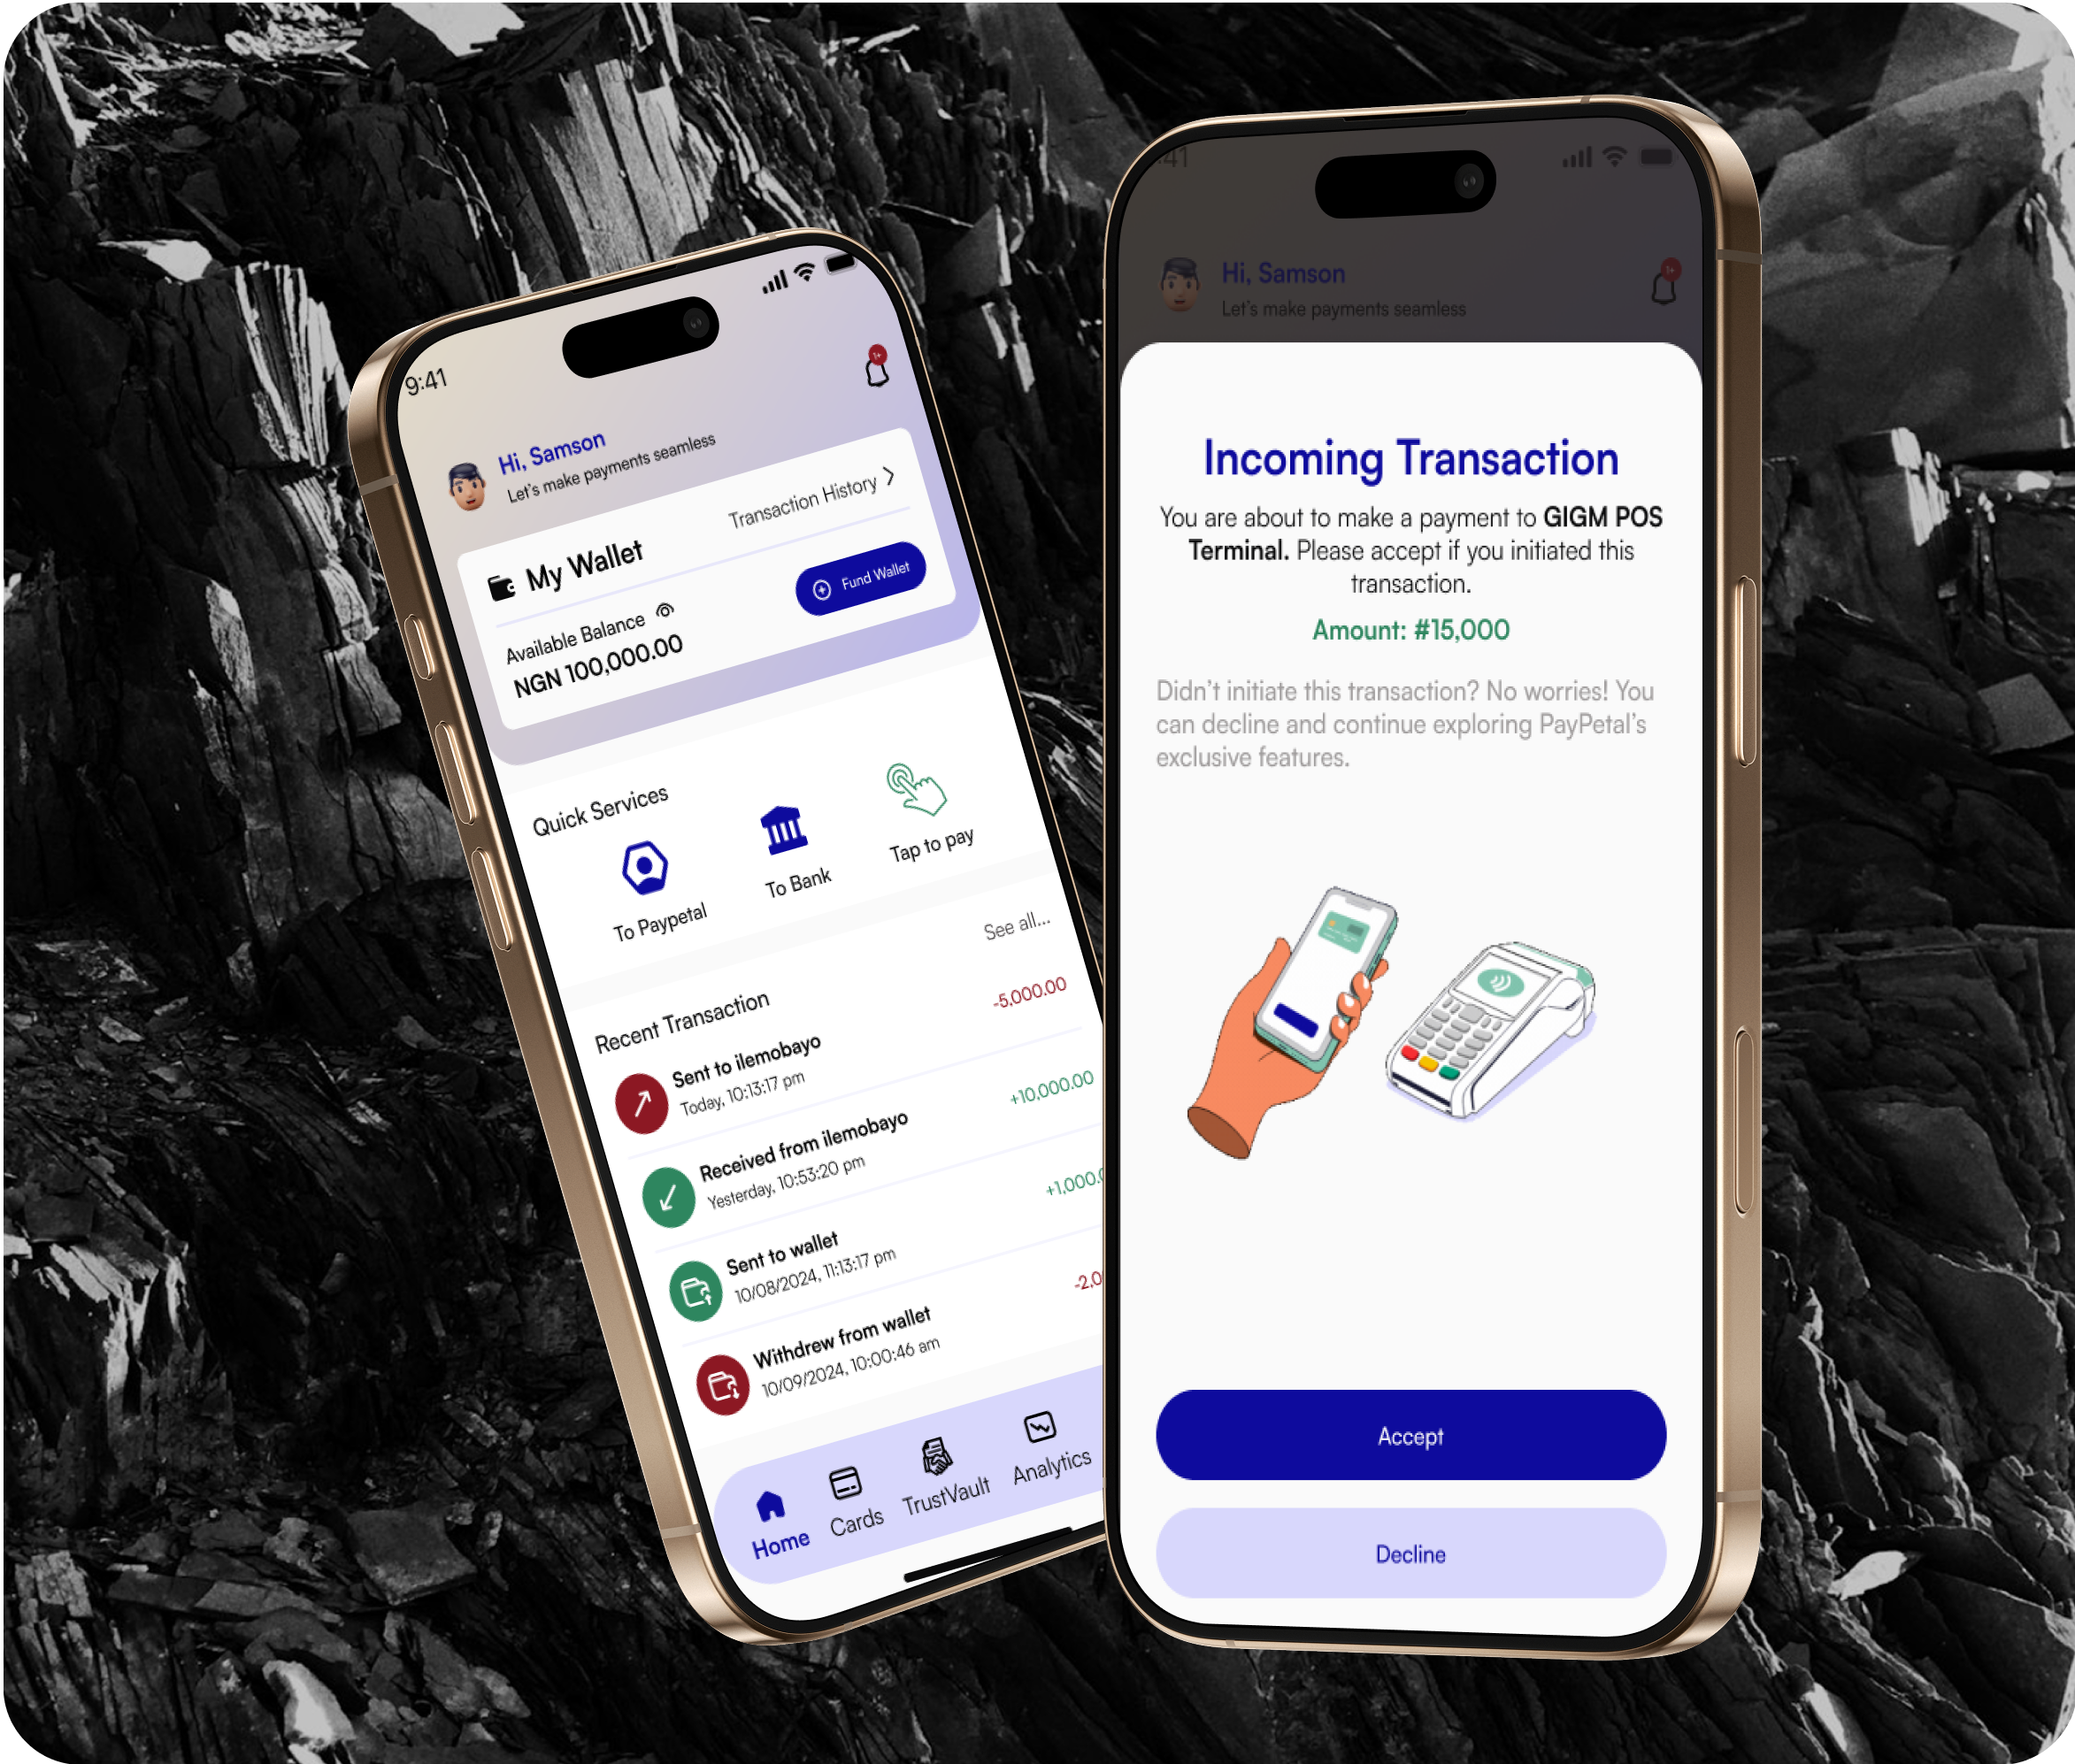 9:41
1+
Hi, Samson
Let's make payments seamless
My Wallet
Transaction History
Available Balance
NGN 100,000.00
Fund Wallet
Quick Services
To Paypetal
To Bank
Tap to pay
Recent Transaction
See all...
Sent to ilemobayo
Today, 10:13:17 pm
-5,000.00
Received from ilemobayo
Yesterday, 10:53:20 pm
+10,000.00
Sent to wallet
10/08/2024, 11:13:17 pm
+1,000.0
Withdrew from wallet
10/09/2024, 10:00:46 am
-2,0
Home
Cards
TrustVault
Analytics
:41
1+
Hi, Samson
Let's make payments seamless
Incoming Transaction
You are about to make a payment to GIGM POS
Terminal. Please accept if you initiated this
transaction.
Amount: #15,000
Didn't initiate this transaction? No worries! You
can decline and continue exploring PayPetal's
exclusive features.
Accept
Decline